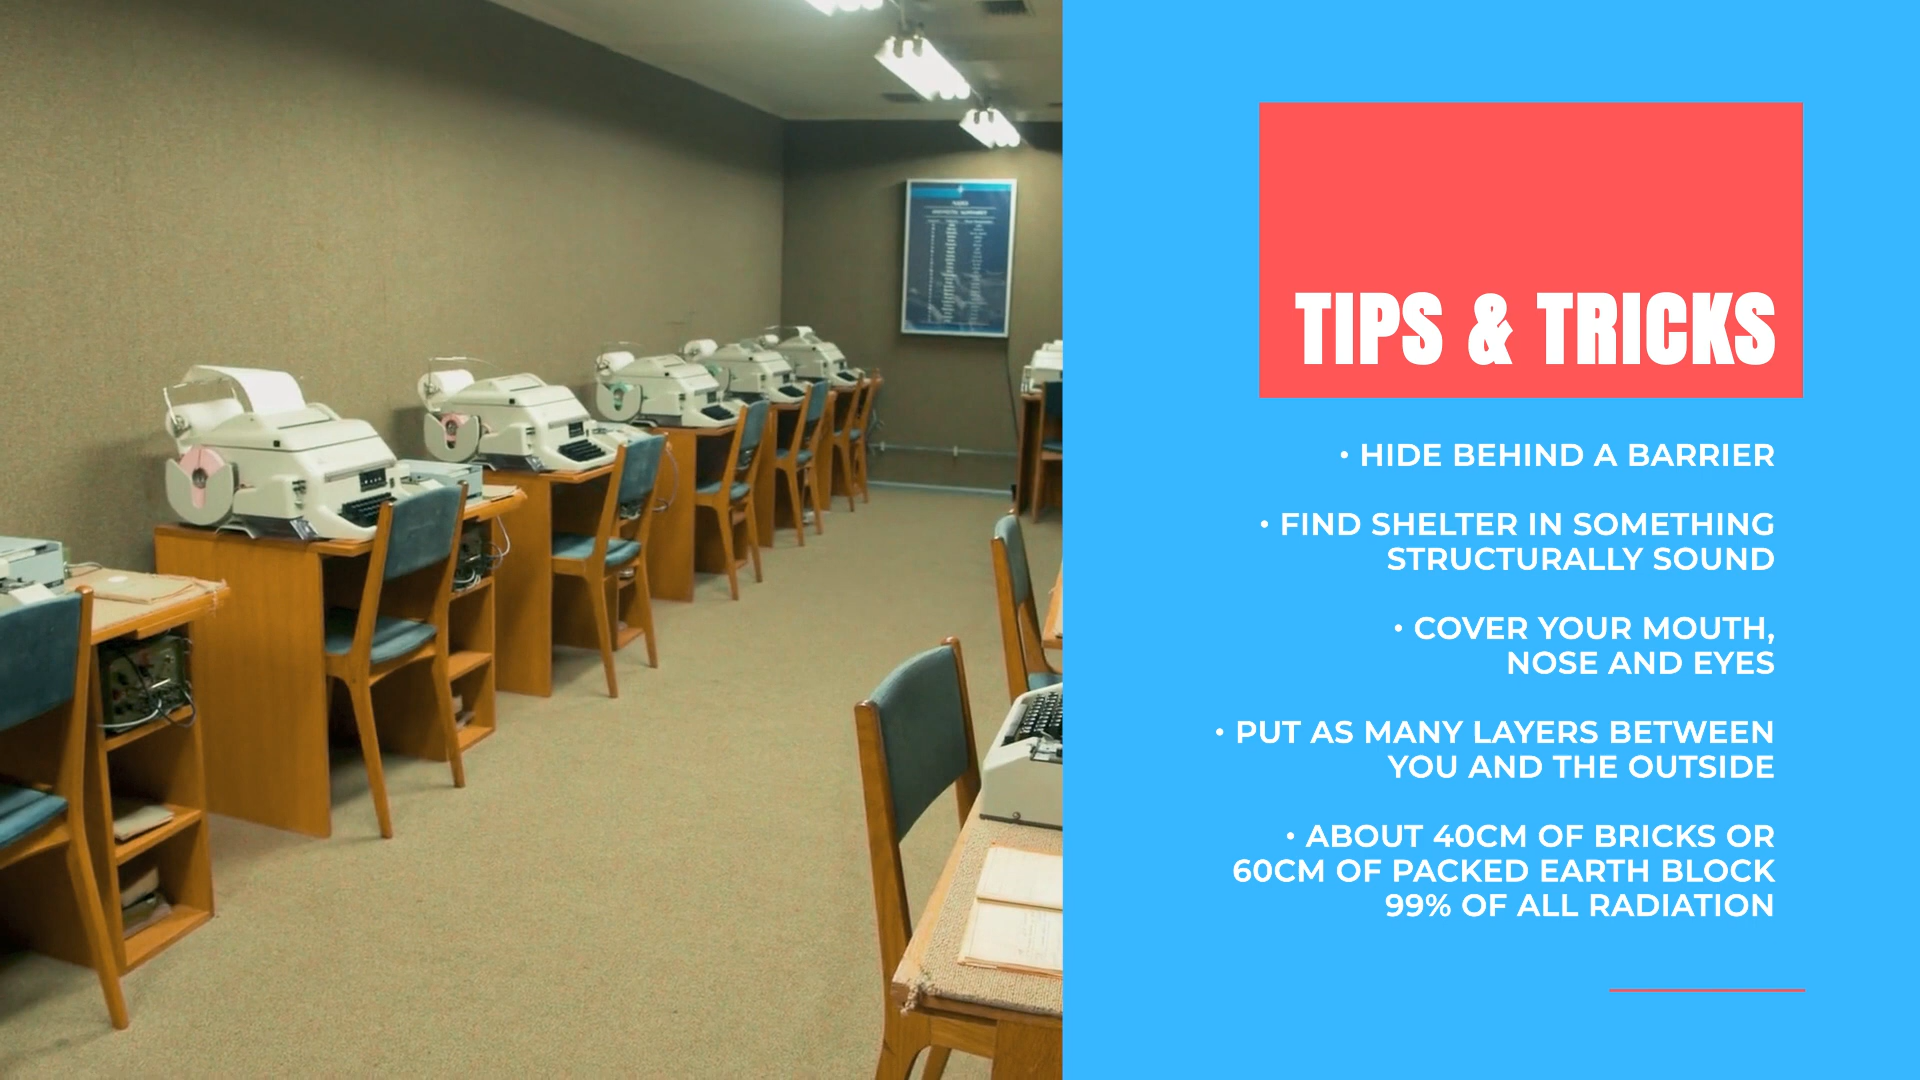 TIPS & TRICKS
• HIDE BEHIND A BARRIER
• FIND SHELTER IN SOMETHING
STRUCTURALLY SOUND
• COVER YOUR MOUTH,
NOSE AND EYES
• PUT AS MANY LAYERS BETWEEN
YOU AND THE OUTSIDE
• ABOUT 40CM OF BRICKS OR
60CM OF PACKED EARTH BLOCK
99% OF ALL RADIATION